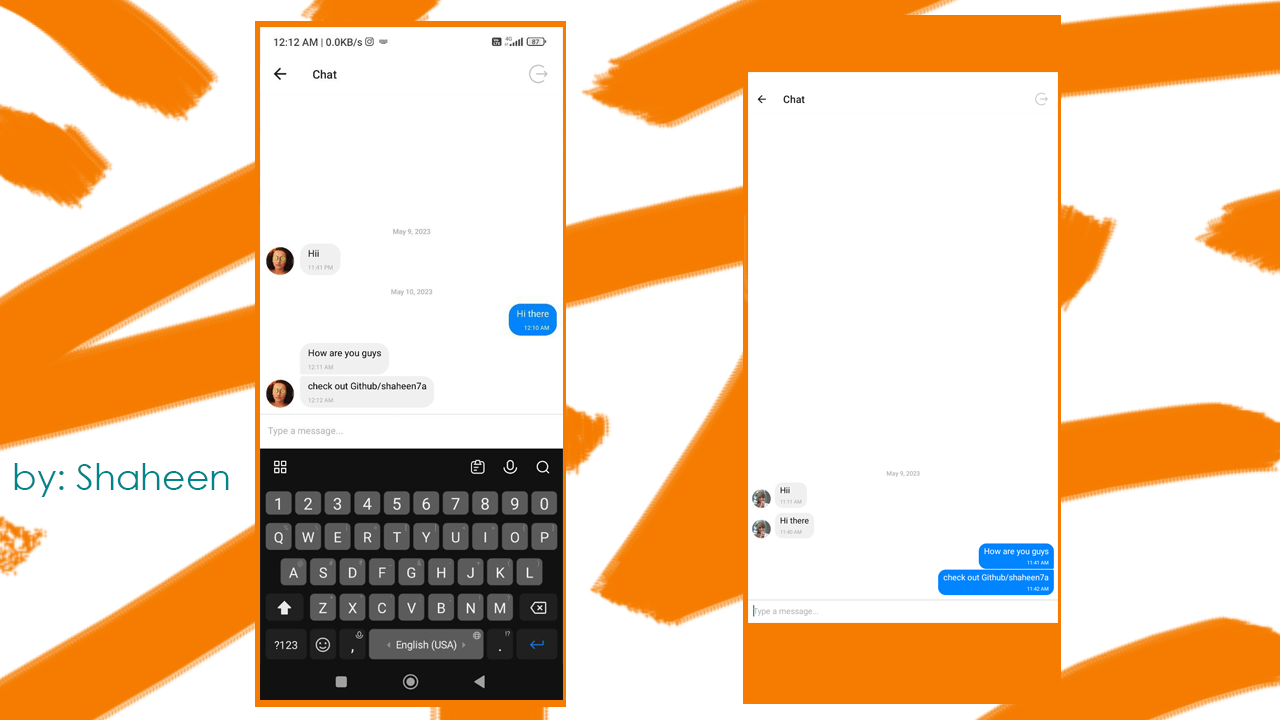 12:12 AM | 0.0KB/s
4G
87
Chat
May 9, 2023
Hii
11:41 PM
May 10, 2023
Hi there
12:10 AM
How are you guys
12:11 AM
check out Github/shaheen7a
12:12 AM
Type a message...
1 2 3 4 5 6 7 8 9 0
Q W E R T Y U I O P
A S D F G H J K L
Z X C V B N M
?123 , English (USA) .
by: Shaheen
Chat
May 9, 2023
Hii
11:11 AM
Hi there
11:40 AM
How are you guys
11:41 AM
check out Github/shaheen7a
11:42 AM
Type a message...